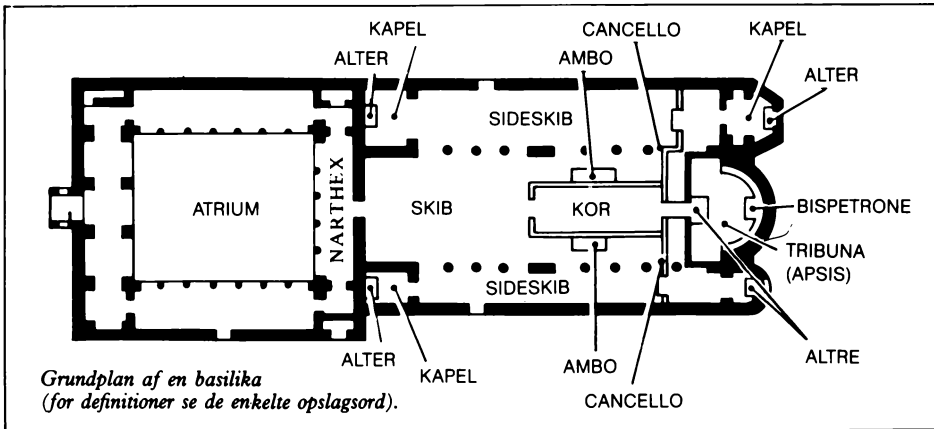 KAPEL
CANCELLO
KAPEL
ALTER
AMBO
ALTER
SIDESKIB
ATRIUM
NARTHEX
SKIB
KOR
BISPETRONE
TRIBUNA
(APSIS)
SIDESKIB
ALTER
KAPEL
AMBO
ALTRE
CANCELLO
Grundplan af en basilika
(for definitioner se de enkelte opslagsord).